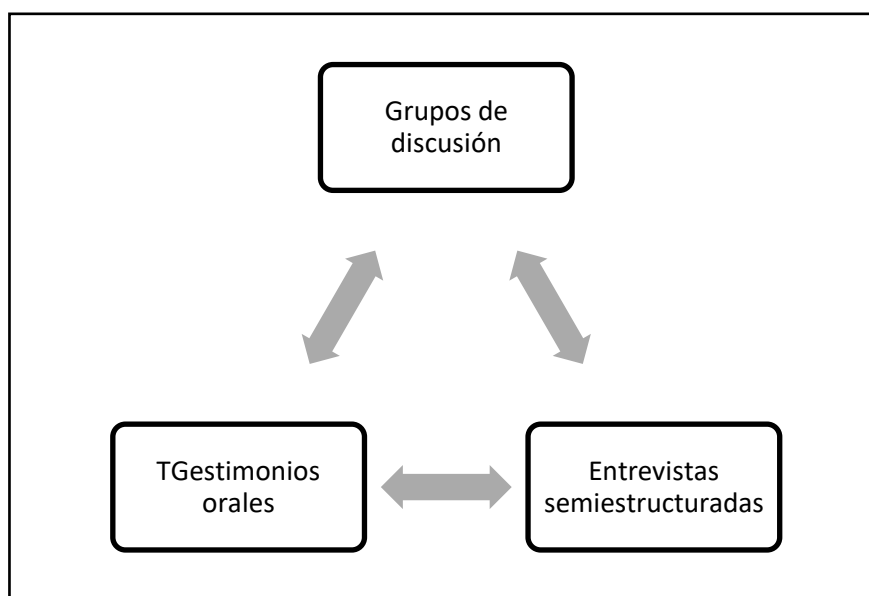 Grupos de
discusión
TGestimonios
orales
Entrevistas
semiestructuradas